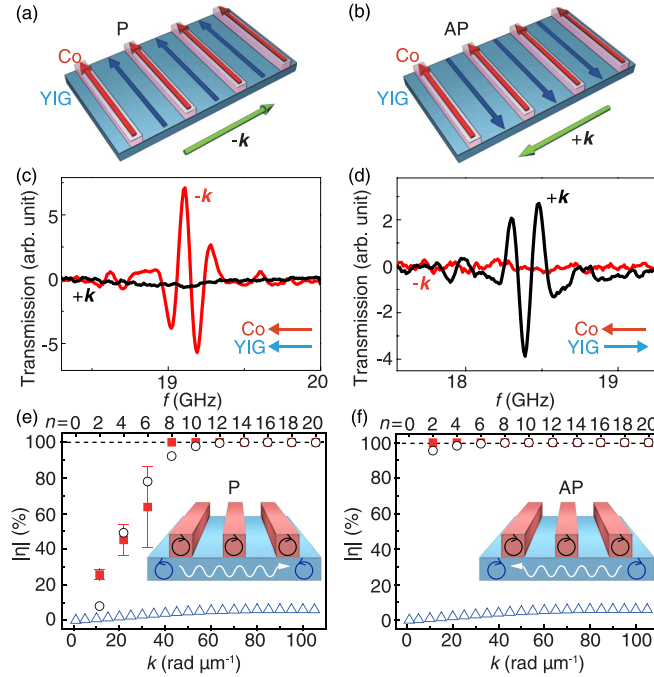 (a) P
Co
YIG
-k
(b) AP
Co
YIG
+k
(c)
Transmission (arb. unit)
5
0
-5
-k
+k
Co
YIG
19 20
f (GHz)
(d)
Transmission (arb. unit)
2
0
-2
-4
+k
-k
Co
YIG
18 19
f (GHz)
(e)
n= 0 2 4 6 8 10 12 14 16 18 20
|η| (%)
100
80
60
40
20
0
P
0 20 40 60 80 100
k (rad μm⁻¹)
(f)
n= 0 2 4 6 8 10 12 14 16 18 20
|η| (%)
100
80
60
40
20
0
AP
0 20 40 60 80 100
k (rad μm⁻¹)